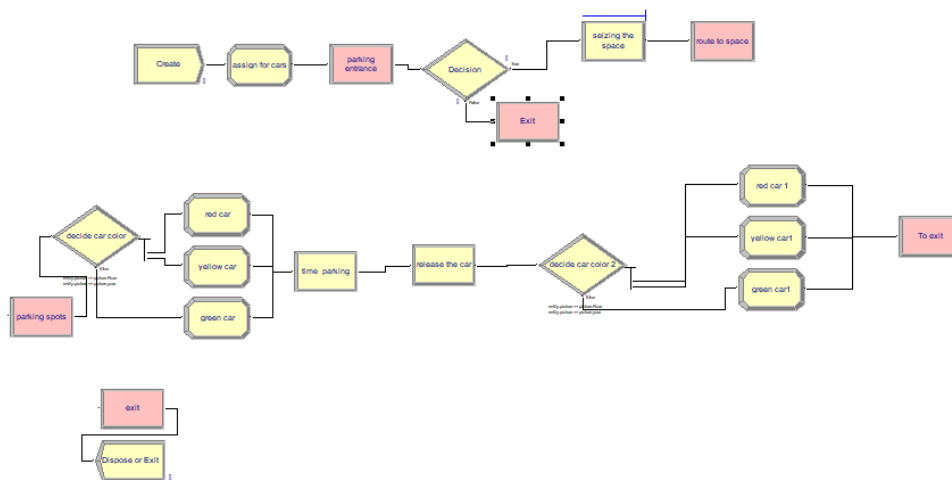 seizing the
space
route to space
Create
assign for cars
parking
entrance
Decision
True
False
Exit
red car
decide car color
yellow car
time parking
Else
green car
parking spots
release the car
decide car color 2
Else
red car 1
yellow car1
green car1
To exit
exit
Dispose or Exit